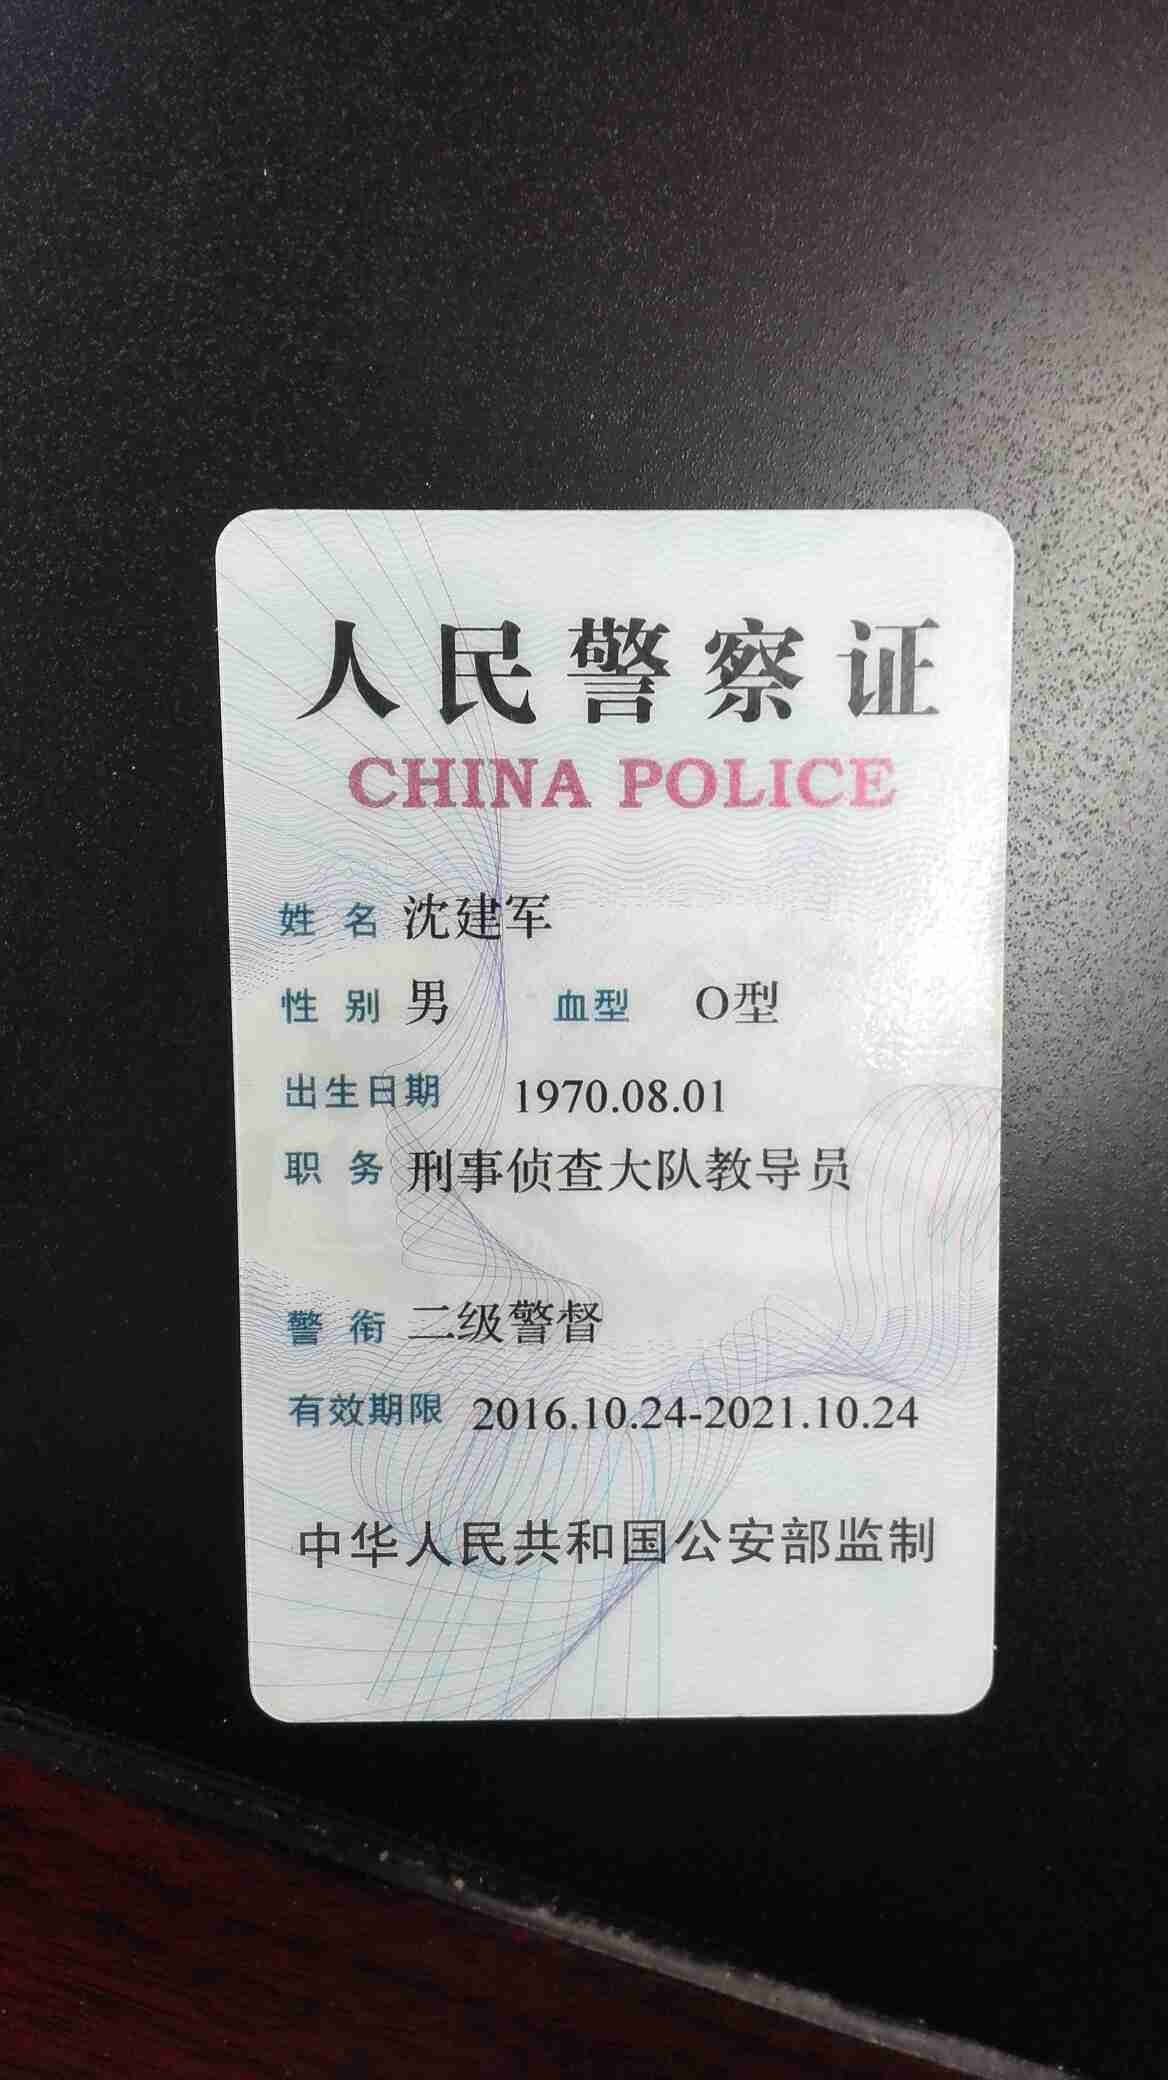 人民警察证
CHINA POLICE
姓 名 沈建军
性 别 男 血型 O型
出生日期 1970.08.01
职 务 刑事侦查大队教导员
警 衔 二级警督
有效期限 2016.10.24-2021.10.24
中华人民共和国公安部监制